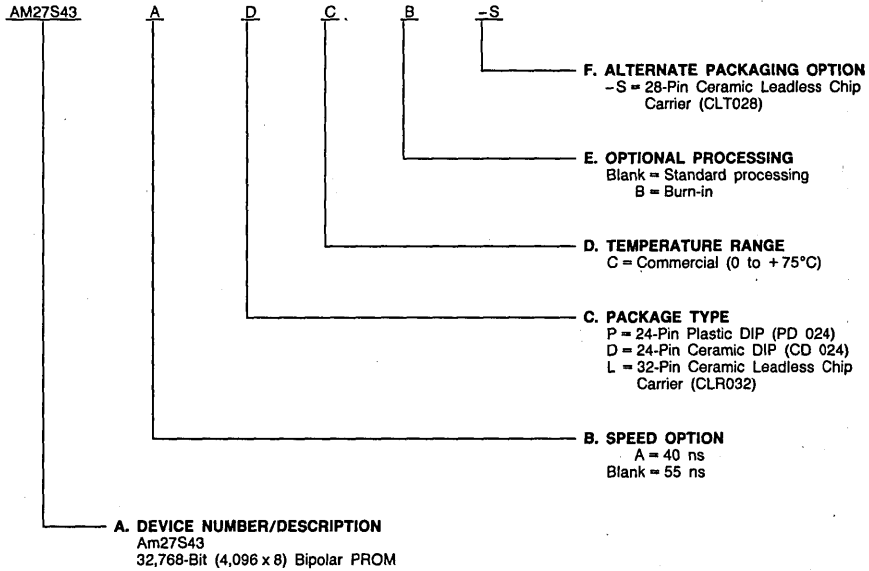 AM27S43 A D C B -S
F. ALTERNATE PACKAGING OPTION
-S = 28-Pin Ceramic Leadless Chip
Carrier (CLT028)
E. OPTIONAL PROCESSING
Blank = Standard processing
B = Burn-in
D. TEMPERATURE RANGE
C = Commercial (0 to +75°C)
C. PACKAGE TYPE
P = 24-Pin Plastic DIP (PD 024)
D = 24-Pin Ceramic DIP (CD 024)
L = 32-Pin Ceramic Leadless Chip
Carrier (CLR032)
B. SPEED OPTION
A = 40 ns
Blank = 55 ns
A. DEVICE NUMBER/DESCRIPTION
Am27S43
32,768-Bit (4,096 x 8) Bipolar PROM